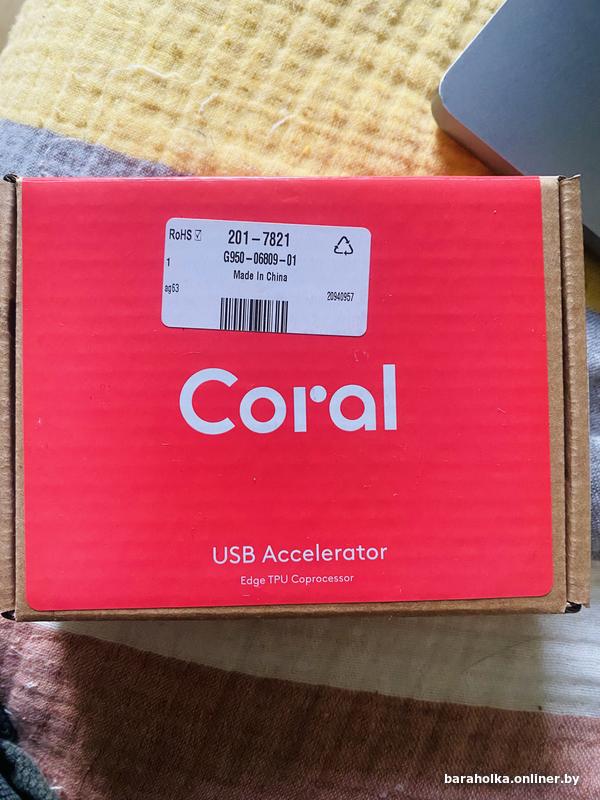 RoHS ☑
201-7821
G950-06809-01
1
Made In China
ag63
20940957
Coral
USB Accelerator
Edge TPU Coprocessor
baraholka.onliner.by